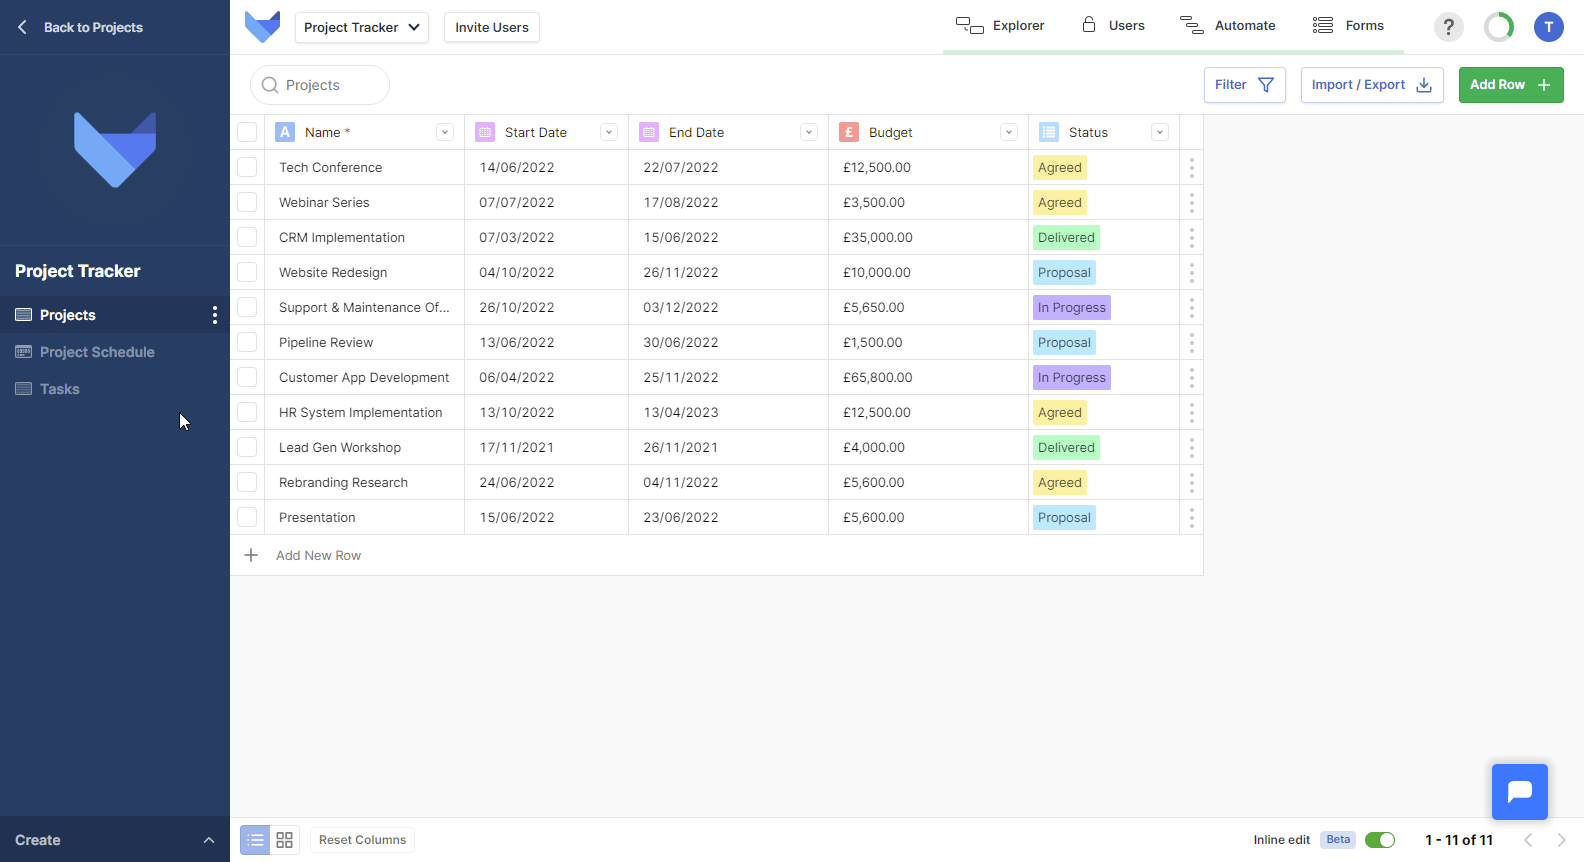 Back to Projects
Project Tracker
Invite Users
Explorer
Users
Automate
Forms
?
T
Projects
Filter
Import / Export
Add Row
A Name *
Start Date
End Date
£ Budget
Status
Tech Conference 14/06/2022 22/07/2022 £12,500.00 Agreed
Webinar Series 07/07/2022 17/08/2022 £3,500.00 Agreed
CRM Implementation 07/03/2022 15/06/2022 £35,000.00 Delivered
Website Redesign 04/10/2022 26/11/2022 £10,000.00 Proposal
Support & Maintenance Of... 26/10/2022 03/12/2022 £5,650.00 In Progress
Pipeline Review 13/06/2022 30/06/2022 £1,500.00 Proposal
Customer App Development 06/04/2022 25/11/2022 £65,800.00 In Progress
HR System Implementation 13/10/2022 13/04/2023 £12,500.00 Agreed
Lead Gen Workshop 17/11/2021 26/11/2021 £4,000.00 Delivered
Rebranding Research 24/06/2022 04/11/2022 £5,600.00 Agreed
Presentation 15/06/2022 23/06/2022 £5,600.00 Proposal
Add New Row
Project Tracker
Projects
Project Schedule
Tasks
Create
Reset Columns
Inline edit Beta
1 - 11 of 11